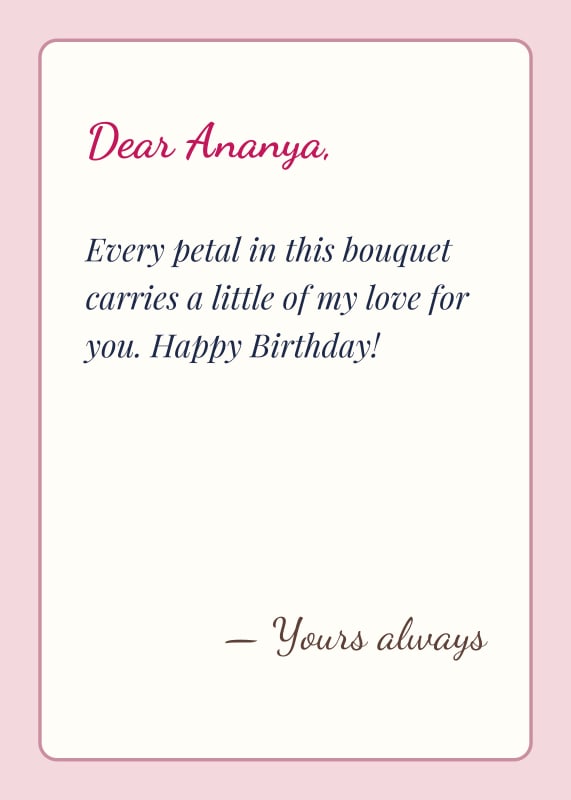 Dear Ananya,
Every petal in this bouquet
carries a little of my love for
you. Happy Birthday!
— Yours always